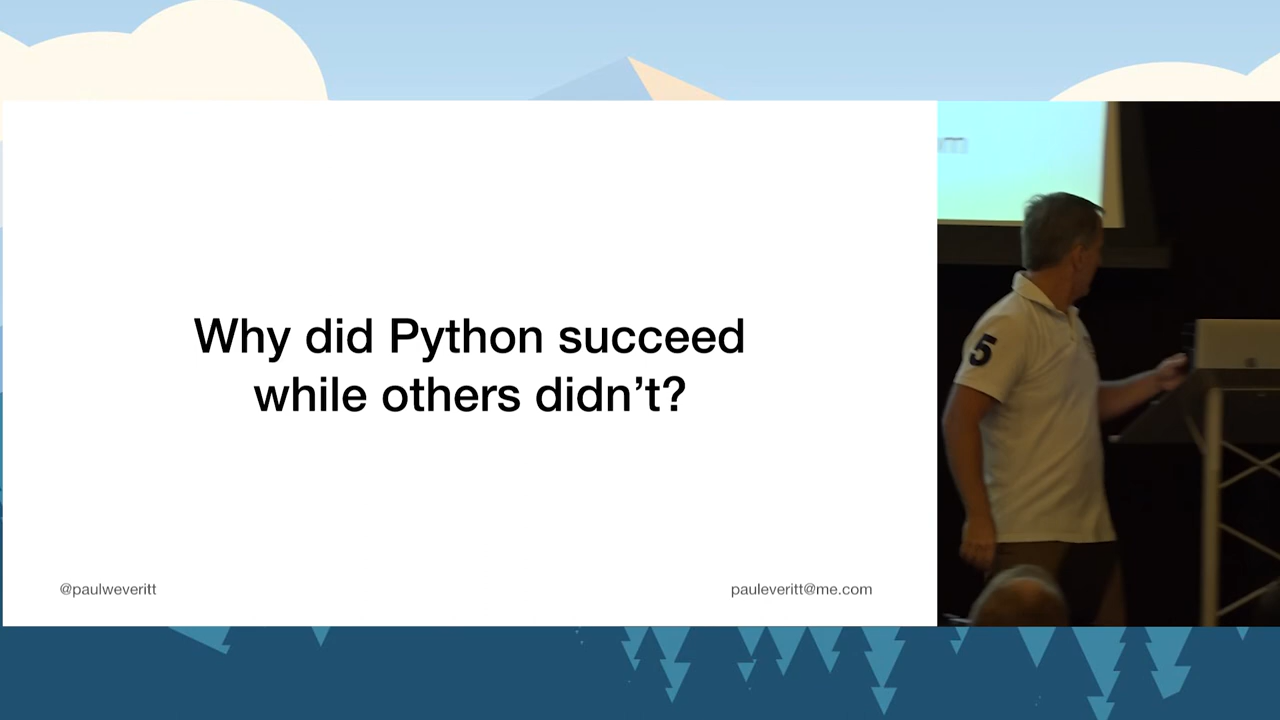 Why did Python succeed
while others didn’t?
@paulweveritt
pauleveritt@me.com
5